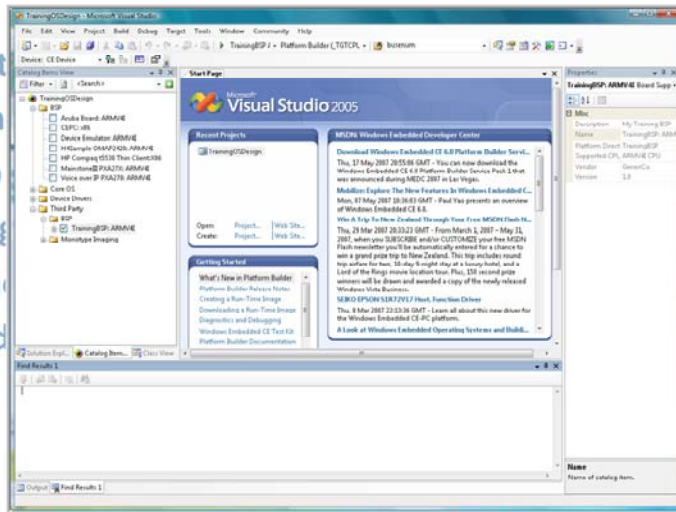 TrainingOSDesign - Microsoft Visual Studio
File Edit View Project Build Debug Target Tools Window Community Help
TrainingBSP: Platform Builder (_TGTCPL busenum
Device: CE Device
Catalog Items View
Filter <Search>
TrainingOSDesign
BSP
Aruba Board: ARMV4I
CEPC: x86
Device Emulator: ARMV4I
H4Sample OMAP2420: ARMV4I
HP Compaq t5530 Thin Client:X86
MainstoneIII PXA27X: ARMV4I
Voice over IP PXA270: ARMV4I
Core OS
Device Drivers
Third Party
BSP
TrainingBSP: ARMV4I
Monotype Imaging
Solution Expl... Catalog Item... Class View
Start Page
Microsoft
Visual Studio 2005
Recent Projects
TrainingOSDesign
Open: Project... Web Site...
Create: Project... Web Site...
Getting Started
What's New in Platform Builder
Platform Builder Release Notes
Creating a Run-Time Image
Downloading a Run-Time Image
Diagnostics and Debugging
Windows Embedded CE Test Kit
Platform Builder Documentation
MSDN: Windows Embedded Developer Center
Download Windows Embedded CE 6.0 Platform Builder Servi...
Thu, 17 May 2007 20:55:06 GMT - You can now download the
Windows Embedded CE 6.0 Platform Builder Service Pack 1 that
was announced during MEDC 2007 in Las Vegas.
Mobilize: Explore The New Features In Windows Embedded C...
Mon, 07 May 2007 18:36:03 GMT - Paul Yao presents an overview
of Windows Embedded CE 6.0.
Win A Trip To New Zealand Through Your Free MSDN Flash N...
Thu, 29 Mar 2007 20:33:23 GMT - From March 1, 2007 - May 31,
2007, when you SUBSCRIBE and/or CUSTOMIZE your free MSDN
Flash newsletter you'll be automatically entered for a chance to
win a grand prize trip to New Zealand. This trip includes round
trip airfare for two, 10-day 9-night stay at a luxury hotel, and a
Lord of the Rings movie location tour. Plus, 150 second prize
winners will be drawn and awarded a copy of the newly released
Windows Vista Business.
SEIKO EPSON S1R72V17 Host, Function Driver
Thu, 8 Mar 2007 22:13:36 GMT - Learn all about this new driver for
the Windows Embedded CE-PC platform.
A Look at Windows Embedded Operating Systems and Buildi...
Properties
TrainingBSP: ARMV4I Board Supp
Misc
Description My Training BSP
Name TrainingBSP: ARM
Platform Direct TrainingBSP
Supported CPU ARMV4I CPU
Vendor GenericCo
Version 1.0
Name
Name of catalog item.
Find Results 1
Output Find Results 1